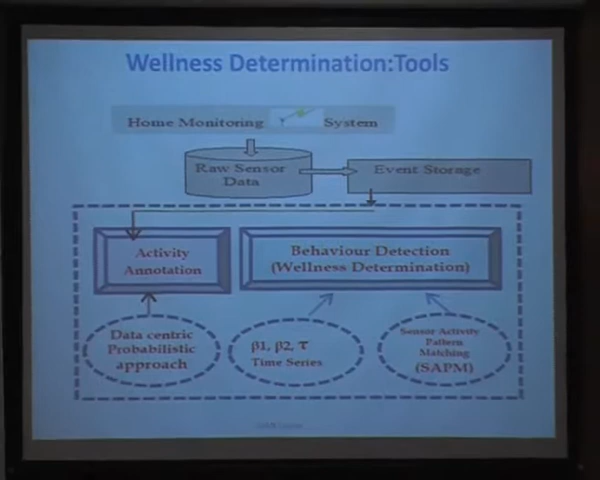 Wellness Determination:Tools
Home Monitoring System
Raw Sensor
Data
Event Storage
Activity
Annotation
Behaviour Detection
(Wellness Determination)
Data centric
Probabilistic
approach
β1, β2, τ
Time Series
Sensor Activity
Pattern
Matching
(SAPM)